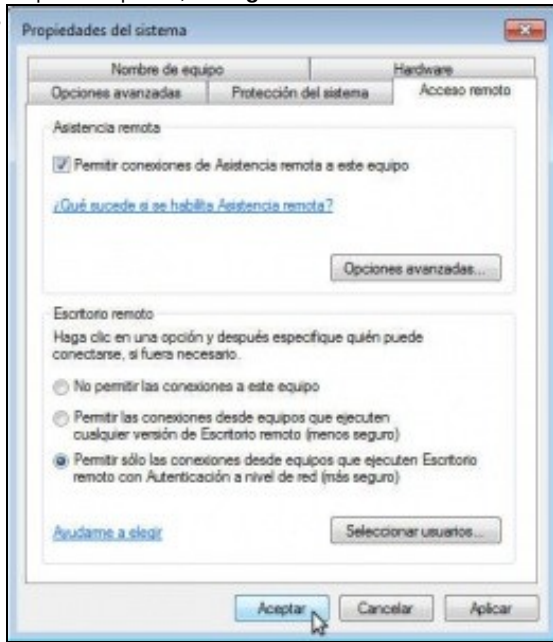 Propiedades del sistema
Nombre de equipo
Hardware
Opciones avanzadas
Protección del sistema
Acceso remoto
Asistencia remota
Permitir conexiones de Asistencia remota a este equipo
¿Qué sucede si se habilita Asistencia remota?
Opciones avanzadas...
Escritorio remoto
Haga clic en una opción y después especifique quién puede
conectarse, si fuera necesario.
No permitir las conexiones a este equipo
Permitir las conexiones desde equipos que ejecuten
cualquier versión de Escritorio remoto (menos seguro)
Permitir sólo las conexiones desde equipos que ejecuten Escritorio
remoto con Autenticación a nivel de red (más seguro)
Ayudarme a elegir
Seleccionar usuarios...
Aceptar
Cancelar
Aplicar